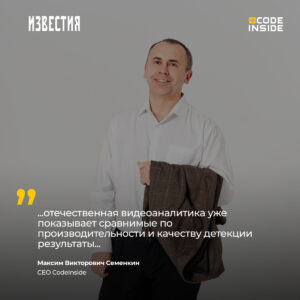 ИЗВЕСТИЯ
CODE
INSIDE
"
...отечественная видеоаналитика уже
показывает сравнимые по
производительности и качеству детекции
результаты...
Максим Викторович Семенкин
CEO CodeInside